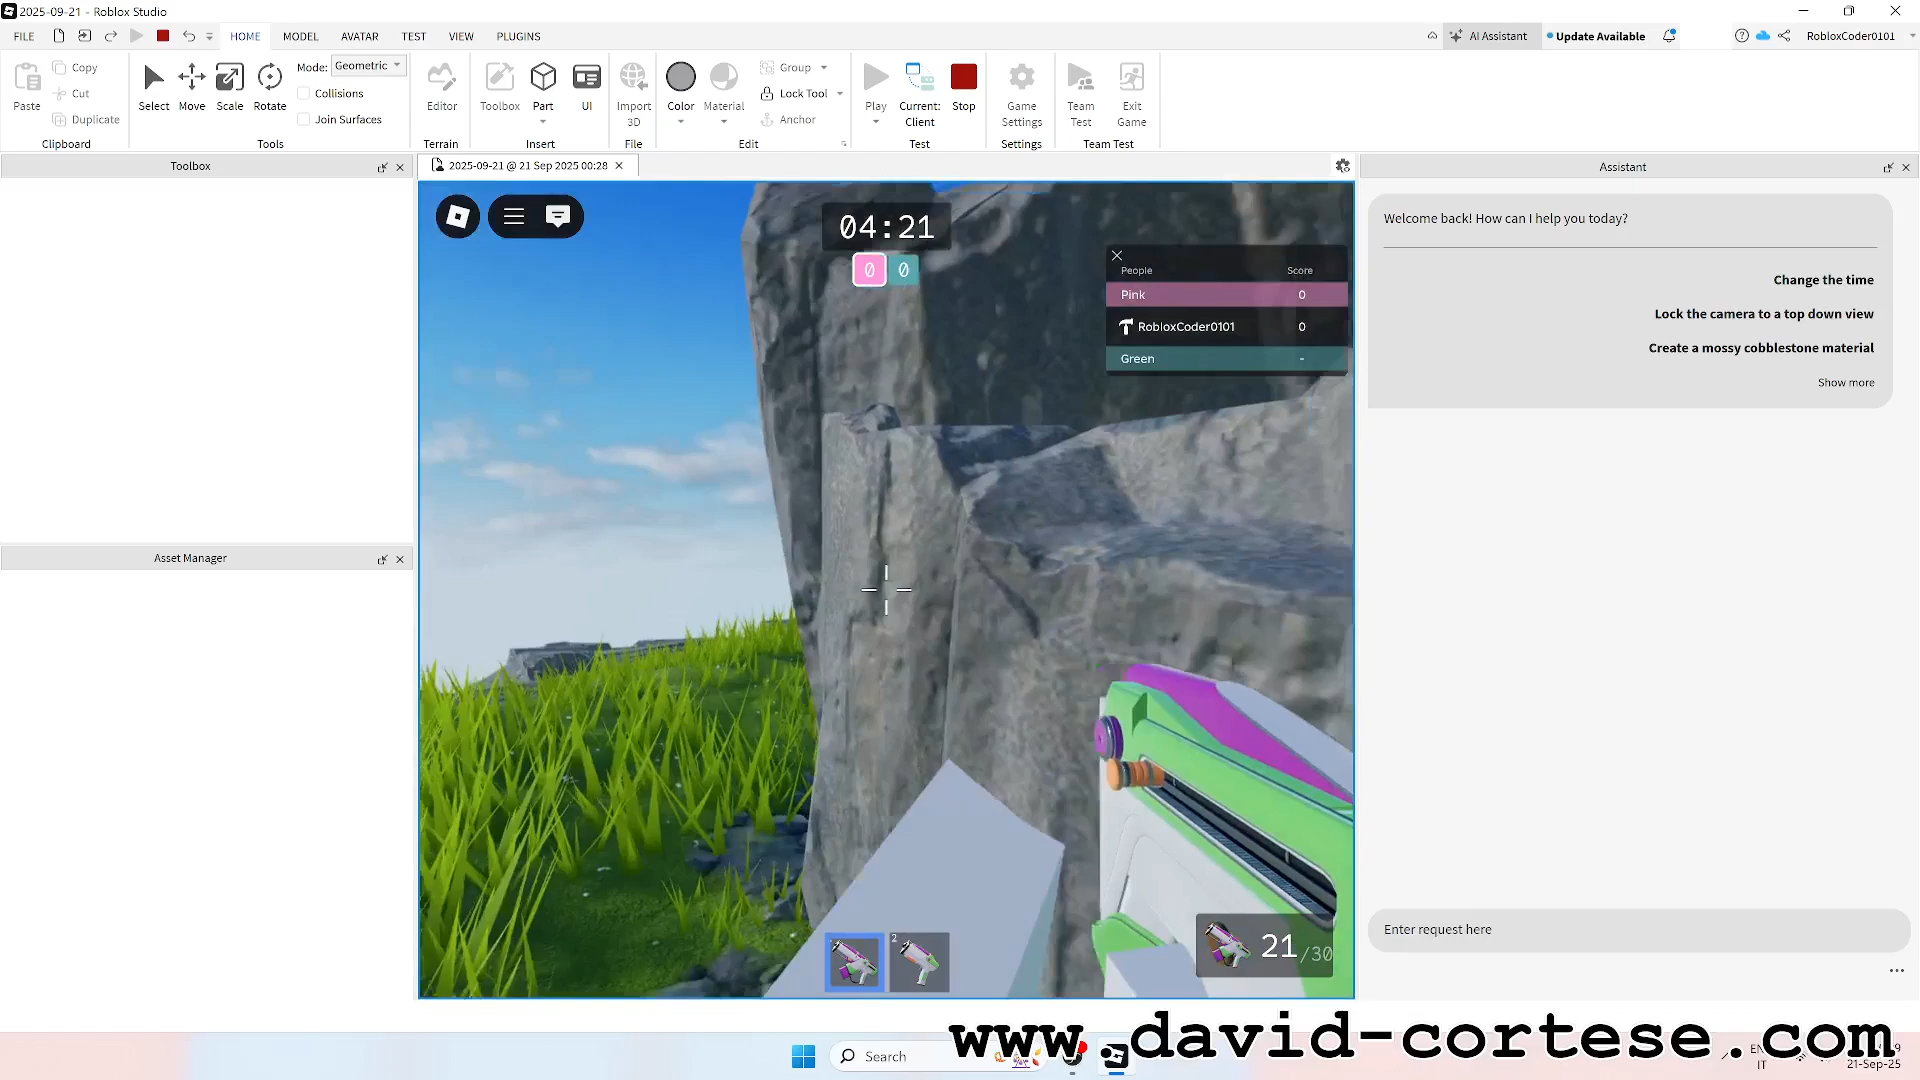 2025-09-21 - Roblox Studio
FILE HOME MODEL AVATAR TEST VIEW PLUGINS AI Assistant Update Available RobloxCoder0101
Paste Copy Cut Duplicate Clipboard
Select Move Scale Rotate Mode: Geometric Collisions Join Surfaces Tools
Editor Terrain
Toolbox Part UI Insert
Import 3D File
Color Material Group Lock Tool Anchor Edit
Play Current: Client Stop Test
Game Settings Settings
Team Test Exit Game Team Test
Toolbox
2025-09-21 @ 21 Sep 2025 00:28
Assistant
Asset Manager
04:21
0 0
People Score
Pink 0
RobloxCoder0101 0
Green -
2
21/30
Welcome back! How can I help you today?
Change the time
Lock the camera to a top down view
Create a mossy cobblestone material
Show more
Enter request here
www.david-cortese.com
Search
IT
21-Sep-25